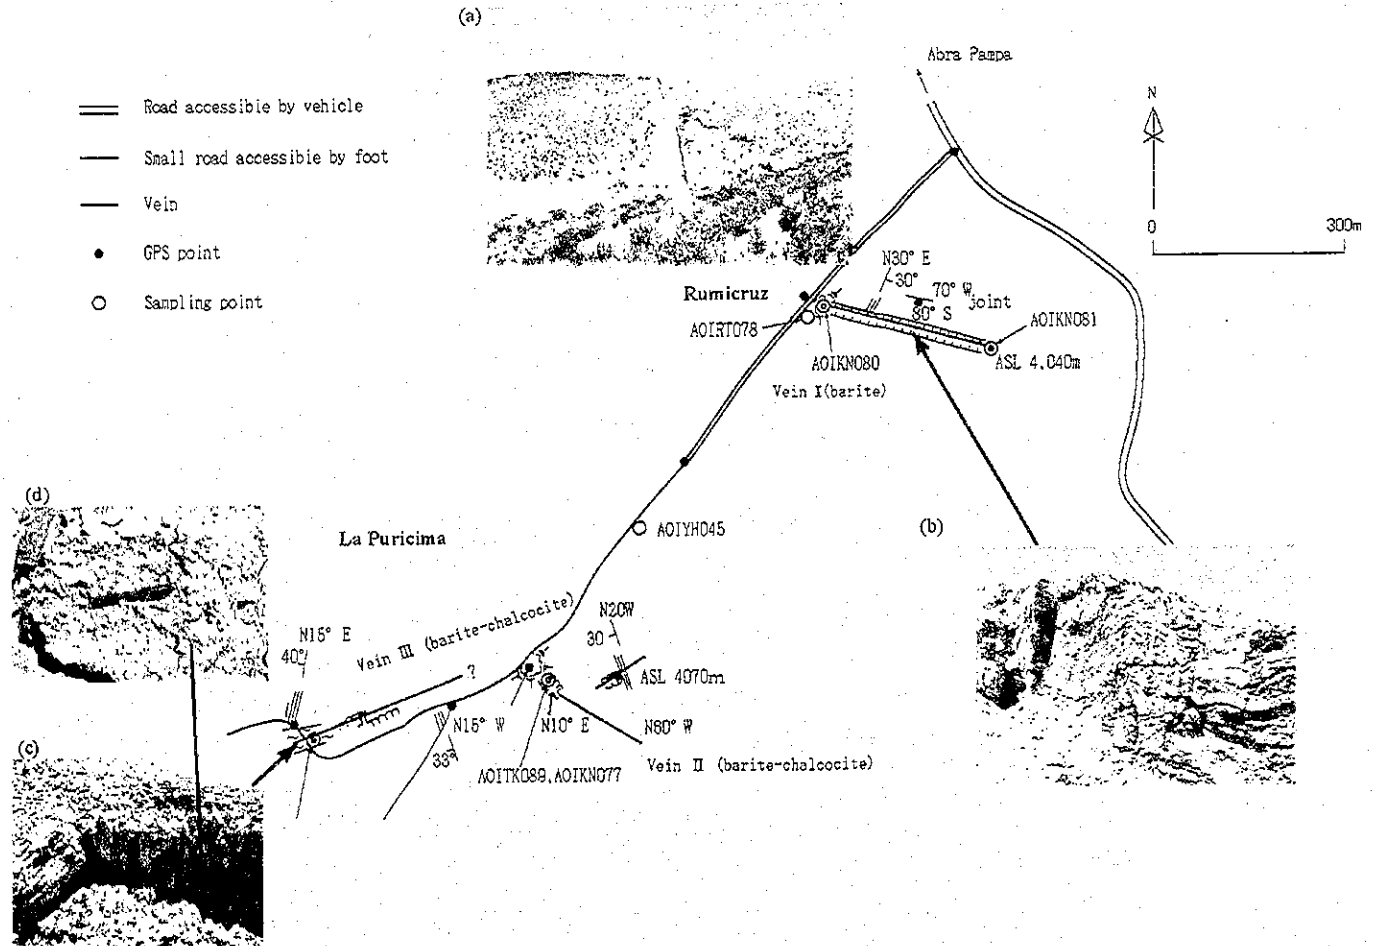 (a)
Abra Pampa
Road accessible by vehicle
Small road accessible by foot
Vein
GPS point
Sampling point
N
0
300m
N30° E
30°
70° W
joint
80° S
Rumicruz
AOIRT078
AOIKN081
AOIKN080
ASL 4,040m
Vein I (barite)
(d)
AOIYH045
(b)
La Puricima
Vein III (barite-chalcocite)
N20W
30
N15° E
40°
?
ASL 4070m
N15° W
N10° E
N60° W
33°
Vein II (barite-chalcocite)
AOITK089,AOIKN077
(c)